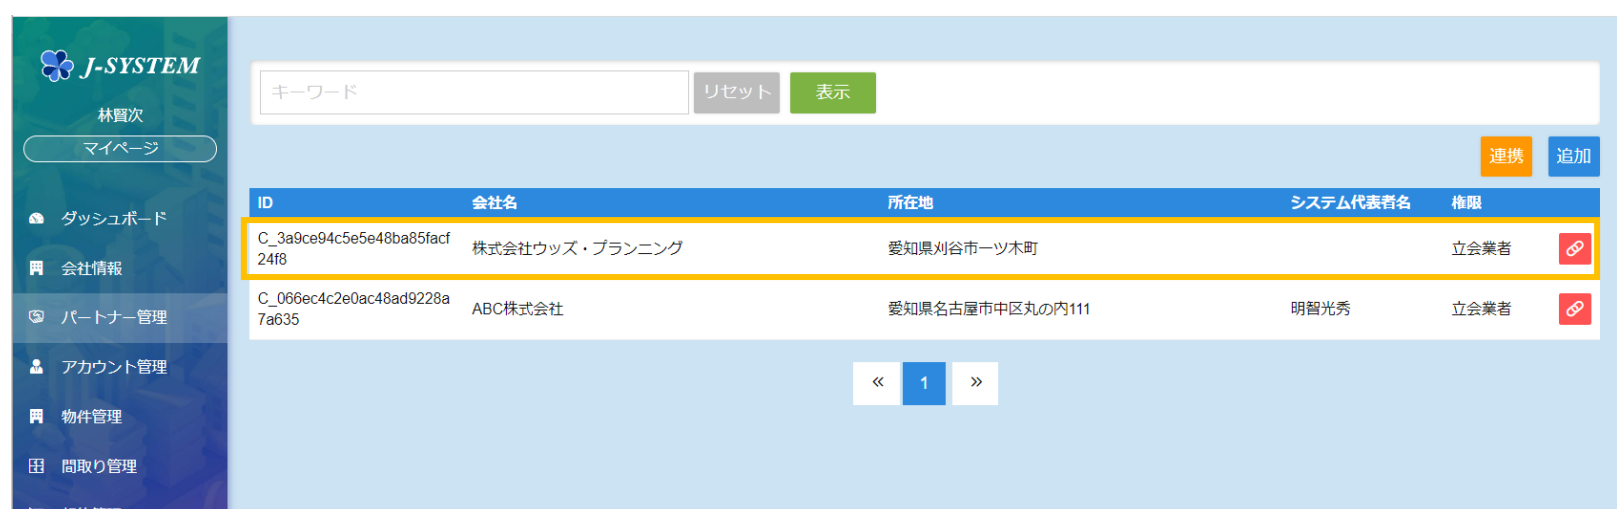 J-SYSTEM
林賢次
マイページ
ダッシュボード
会社情報
パートナー管理
アカウント管理
物件管理
間取り管理
キーワード
リセット
表示
連携
追加
ID 会社名 所在地 システム代表者名 権限
C_3a9ce94c5e5e48ba85facf
24f8
株式会社ウッズ・プランニング 愛知県刈谷市一ツ木町 立会業者
C_066ec4c2e0ac48ad9228a
7a635
ABC株式会社 愛知県名古屋市中区丸の内111 明智光秀 立会業者
« 1 »